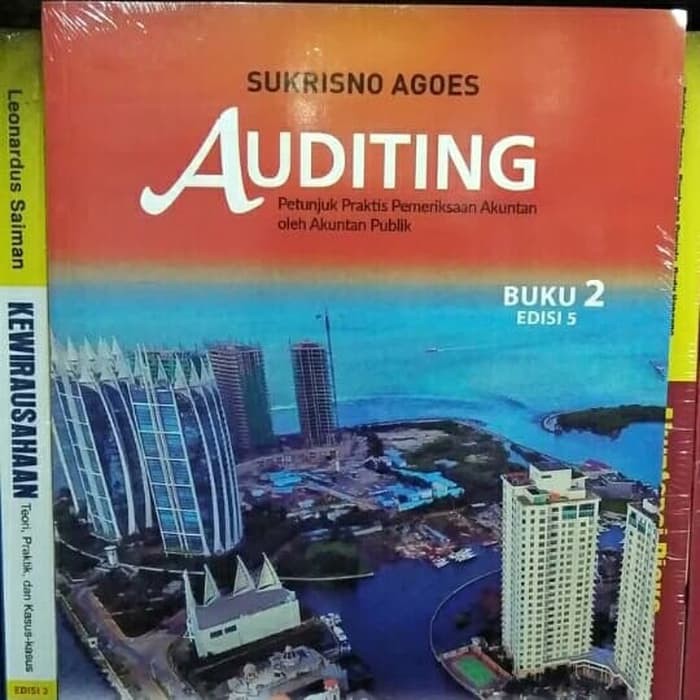 SUKRISNO AGOES
AUDITING
Petunjuk Praktis Pemeriksaan Akuntan
oleh Akuntan Publik
BUKU 2
EDISI 5
Leonardus Saiman
KEWIRAUSAHAAN
Teori, Praktik, dan Kasus-kasus
EDISI 3